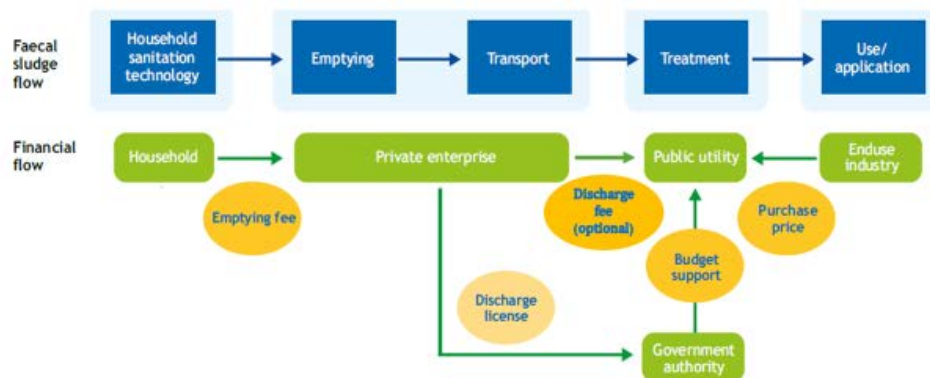 Faecal
sludge
flow
Household
sanitation
technology
Emptying
Transport
Treatment
Use/
application
Financial
flow
Household
Private enterprise
Public utility
Enduse
industry
Emptying fee
Discharge
fee
(optional)
Purchase
price
Budget
support
Discharge
license
Government
authority